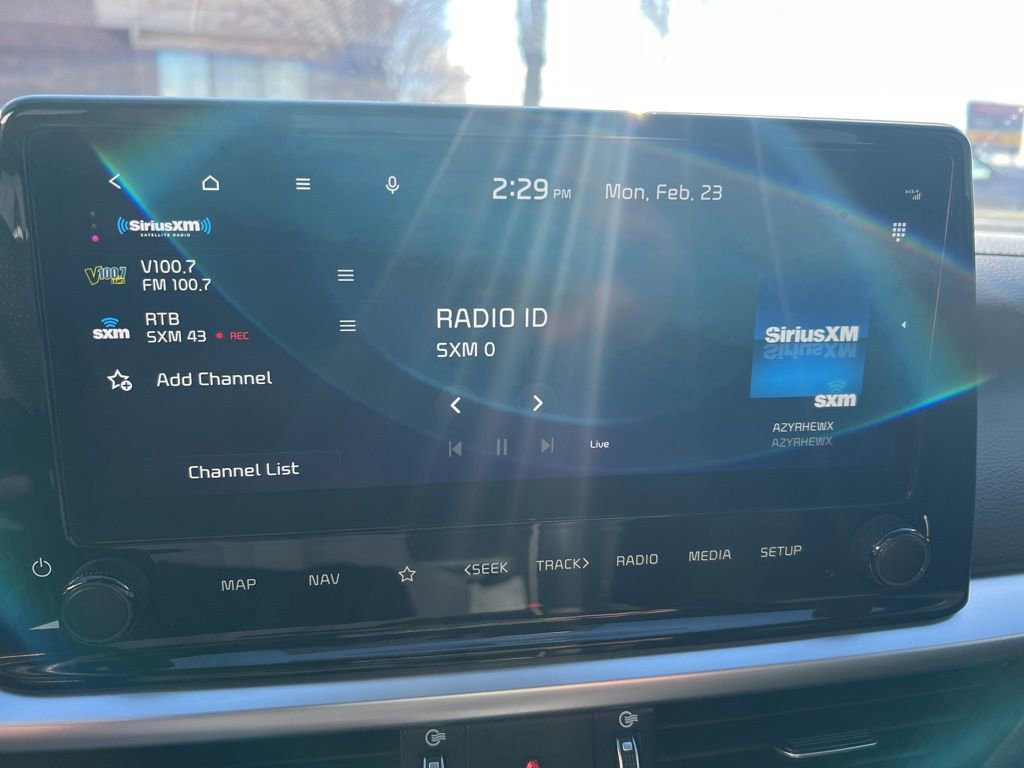 2:29 PM Mon, Feb. 23
((SiriusXM))
SATELLITE RADIO
V100.7
V100.7
FM 100.7
sxm
RTB
SXM 43 REC
Add Channel
Channel List
RADIO ID
SXM 0
Live
SiriusXM
sxm
AZYRHEWX
AZYRHEWX
MAP
NAV
<SEEK
TRACK>
RADIO
MEDIA
SETUP